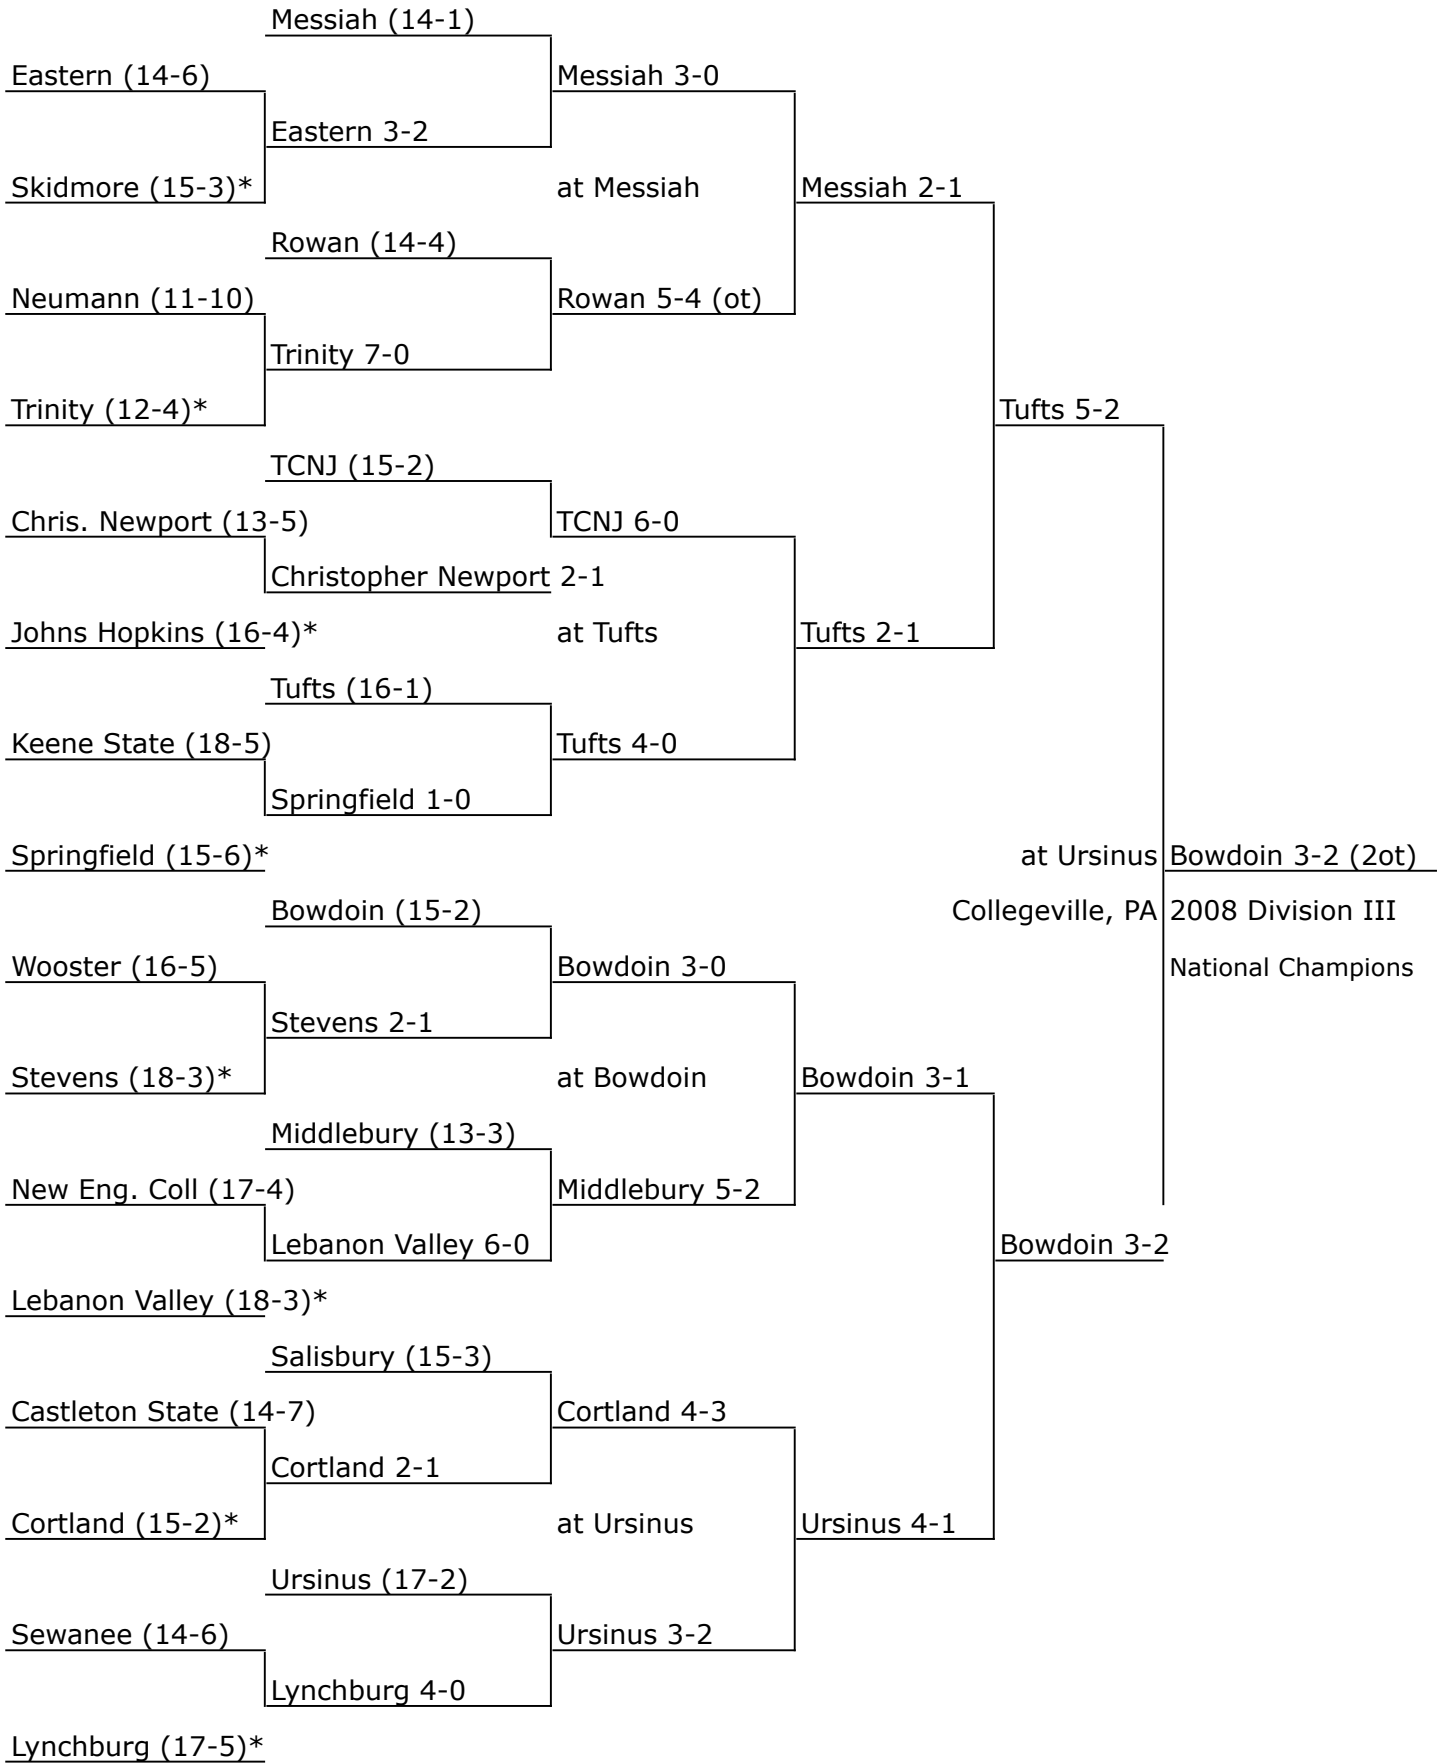 Messiah (14-1)
Eastern (14-6)
Messiah 3-0
Eastern 3-2
Skidmore (15-3)*
at Messiah
Messiah 2-1
Rowan (14-4)
Neumann (11-10)
Rowan 5-4 (ot)
Trinity 7-0
Trinity (12-4)*
Tufts 5-2
TCNJ (15-2)
Chris. Newport (13-5)
TCNJ 6-0
Christopher Newport 2-1
Johns Hopkins (16-4)*
at Tufts
Tufts 2-1
Tufts (16-1)
Keene State (18-5)
Tufts 4-0
Springfield 1-0
Springfield (15-6)*
at Ursinus
Bowdoin 3-2 (2ot)
Bowdoin (15-2)
Collegeville, PA
2008 Division III
Wooster (16-5)
Bowdoin 3-0
National Champions
Stevens 2-1
Stevens (18-3)*
at Bowdoin
Bowdoin 3-1
Middlebury (13-3)
New Eng. Coll (17-4)
Middlebury 5-2
Lebanon Valley 6-0
Bowdoin 3-2
Lebanon Valley (18-3)*
Salisbury (15-3)
Castleton State (14-7)
Cortland 4-3
Cortland 2-1
Cortland (15-2)*
at Ursinus
Ursinus 4-1
Ursinus (17-2)
Sewanee (14-6)
Ursinus 3-2
Lynchburg 4-0
Lynchburg (17-5)*